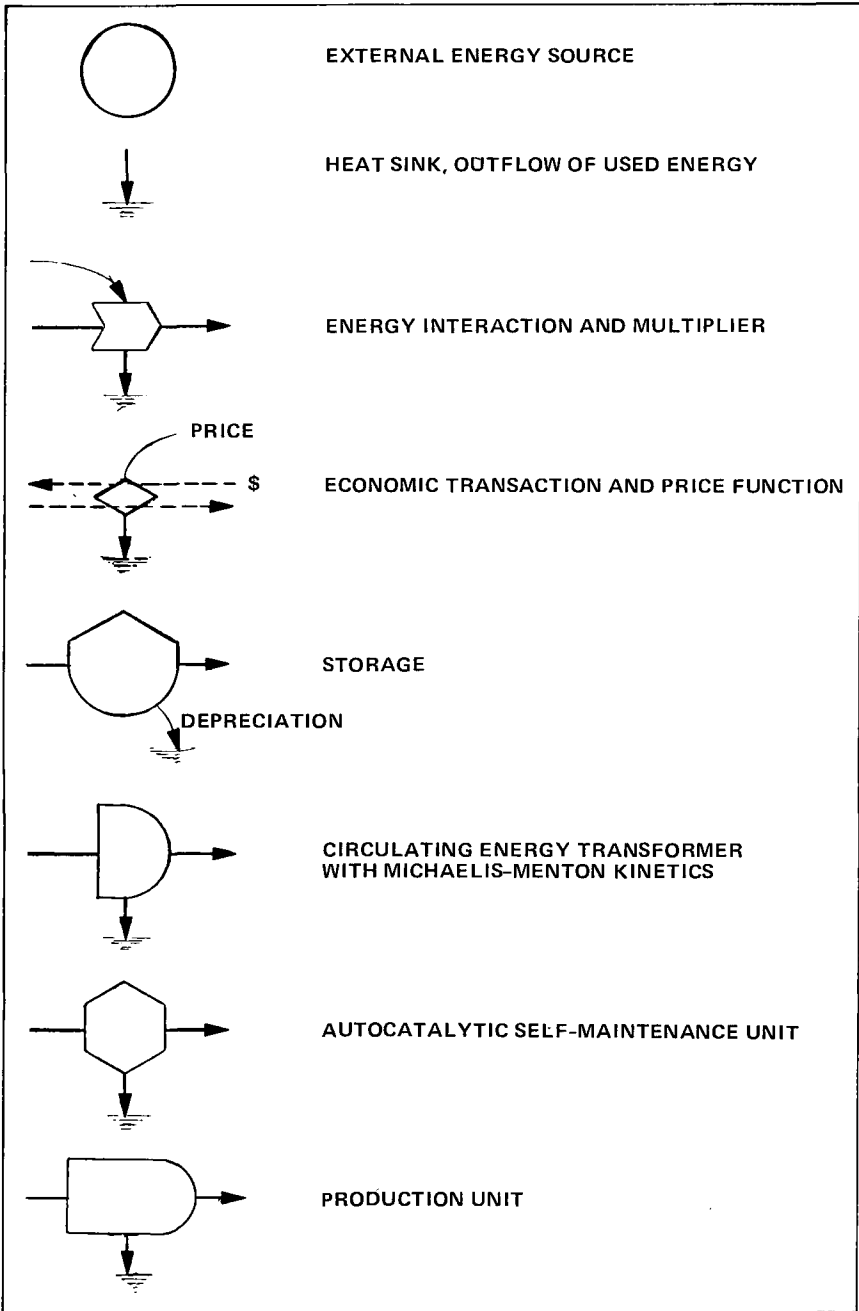 EXTERNAL ENERGY SOURCE
HEAT SINK, OUTFLOW OF USED ENERGY
ENERGY INTERACTION AND MULTIPLIER
PRICE
$
ECONOMIC TRANSACTION AND PRICE FUNCTION
STORAGE
DEPRECIATION
CIRCULATING ENERGY TRANSFORMER
WITH MICHAELIS-MENTON KINETICS
AUTOCATALYTIC SELF-MAINTENANCE UNIT
PRODUCTION UNIT